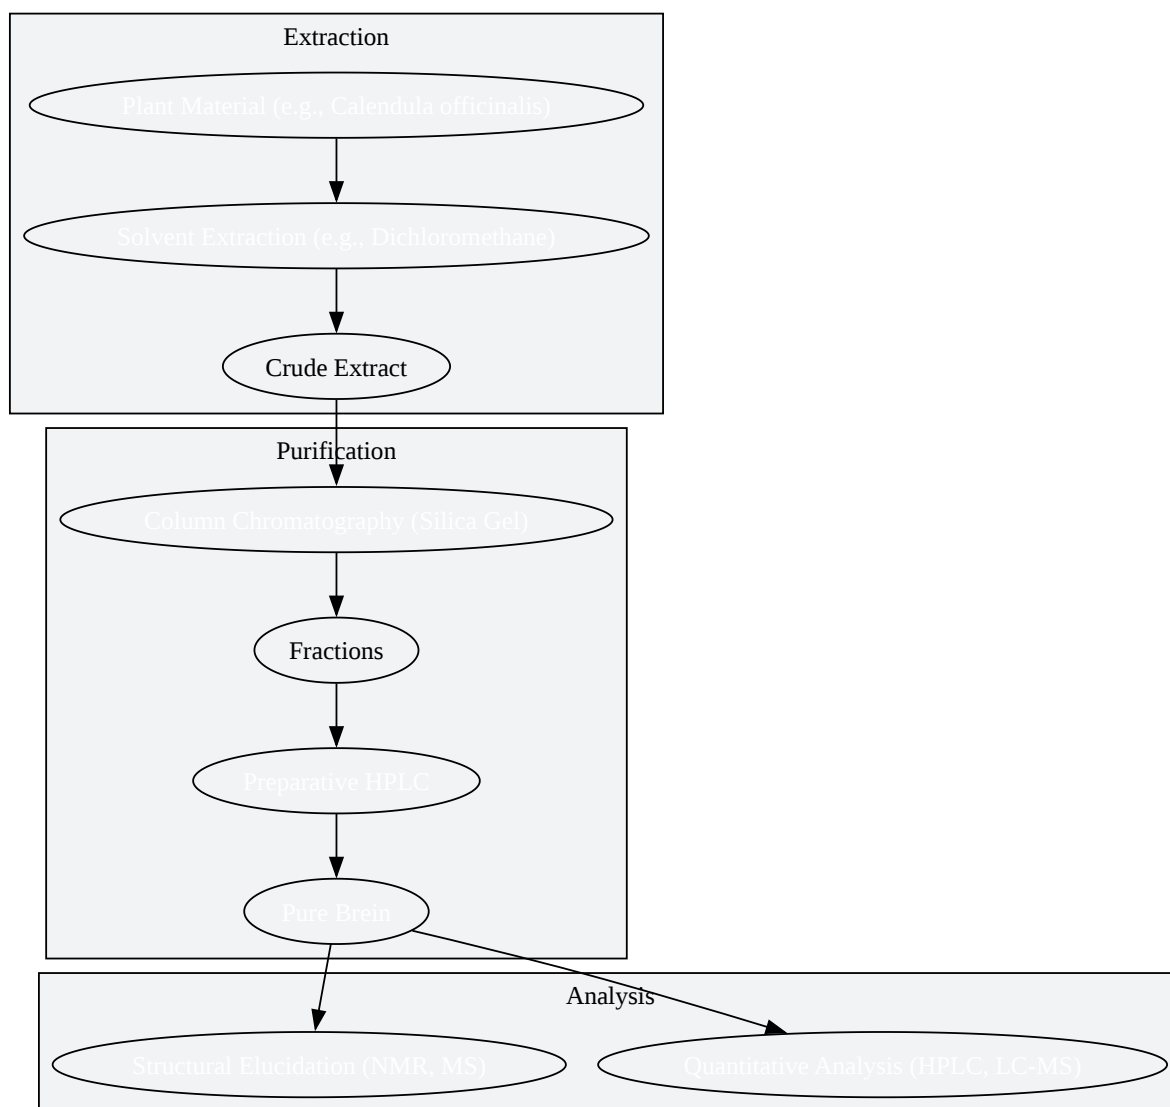 Extraction
Plant Material (e.g., Calendula officinalis)
Solvent Extraction (e.g., Dichloromethane)
Crude Extract
Purification
Column Chromatography (Silica Gel)
Fractions
Preparative HPLC
Pure Brein
Analysis
Structural Elucidation (NMR, MS)
Quantitative Analysis (HPLC, LC-MS)